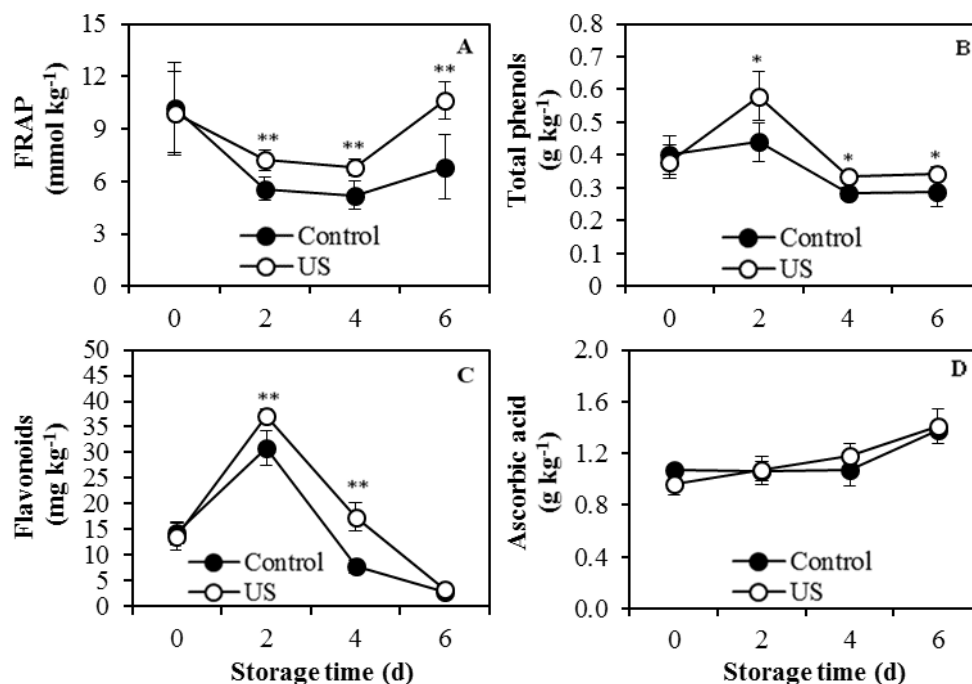 15
12
9
6
3
0
FRAP
(mmol kg⁻¹)
A
**
**
**
Control
US
0 2 4 6
0.8
0.7
0.6
0.5
0.4
0.3
0.2
0.1
0
Total phenols
(g kg⁻¹)
B
*
*
*
Control
US
0 2 4 6
50
45
40
35
30
25
20
15
10
5
0
Flavonoids
(mg kg⁻¹)
C
**
**
Control
US
0 2 4 6
Storage time (d)
2.0
1.6
1.2
0.8
0.4
0.0
Ascorbic acid
(g kg⁻¹)
D
Control
US
0 2 4 6
Storage time (d)